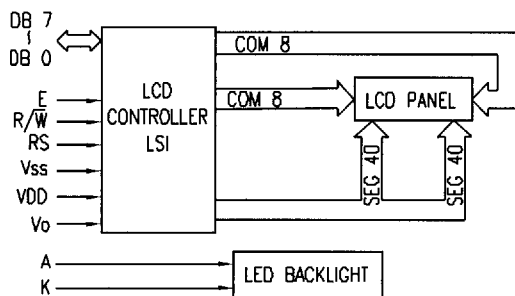 DB 7
~
DB 0
E
R/W̅
RS
Vss
VDD
Vo
LCD
CONTROLLER
LSI
COM 8
COM 8
LCD PANEL
SEG 40
SEG 40
A
K
LED BACKLIGHT